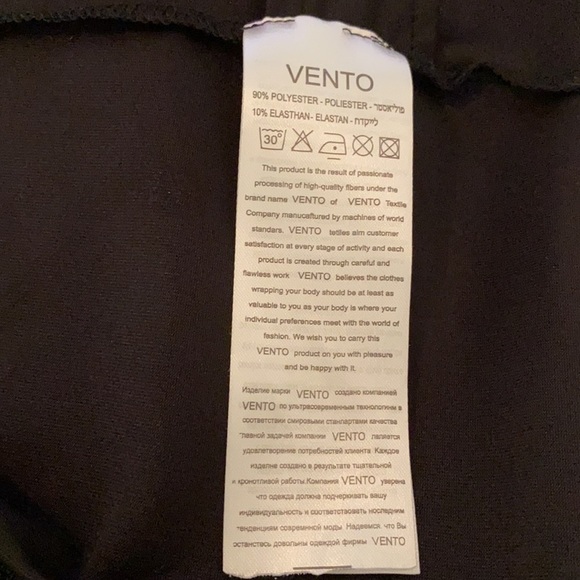 VENTO
90% POLYESTER - POLIESTER - פוליאסטר
10% ELASTHAN- ELASTAN - לייקדה
30°
This product is the result of passionate
processing of high-quality fibers under the
brand name VENTO of VENTO Textile
Company manucaftured by machines of world
standars. VENTO tetiles aim customer
satisfaction at every stage of activity and each
product is created through careful and
flawless work VENTO believes the clothes
wrapping your body should be at least as
valuable to you as your body is where your
individual preferences meet with the world of
fashion. We wish you to carry this
VENTO product on you with pleasure
and be happy with it.
Изделие марки VENTO создано компанией
VENTO по ультрасовременным технологиям в
соответствии смировыми стандартами качества
Главной задачей компании VENTO является
удовлетворение потребностей клиента Каждое
изделие создано в результате тщательной
и кропотливой работы.Компания VENTO уверена
что одежда должна подчеркивать вашу
индивидуальность и соответствовать последним
тенденциям современной моды. Надеемся. что Вы
останетесь довольны одеждой фирмы VENTO